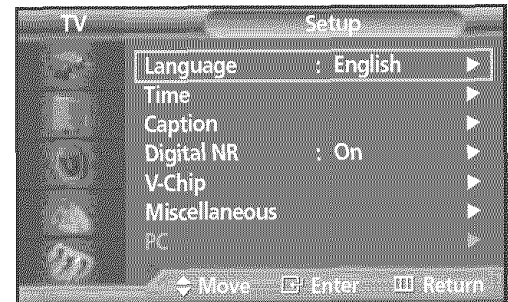 TV Setup
Language : English
Time
Caption
Digital NR : On
V-Chip
Miscellaneous
PC
Move Enter Return